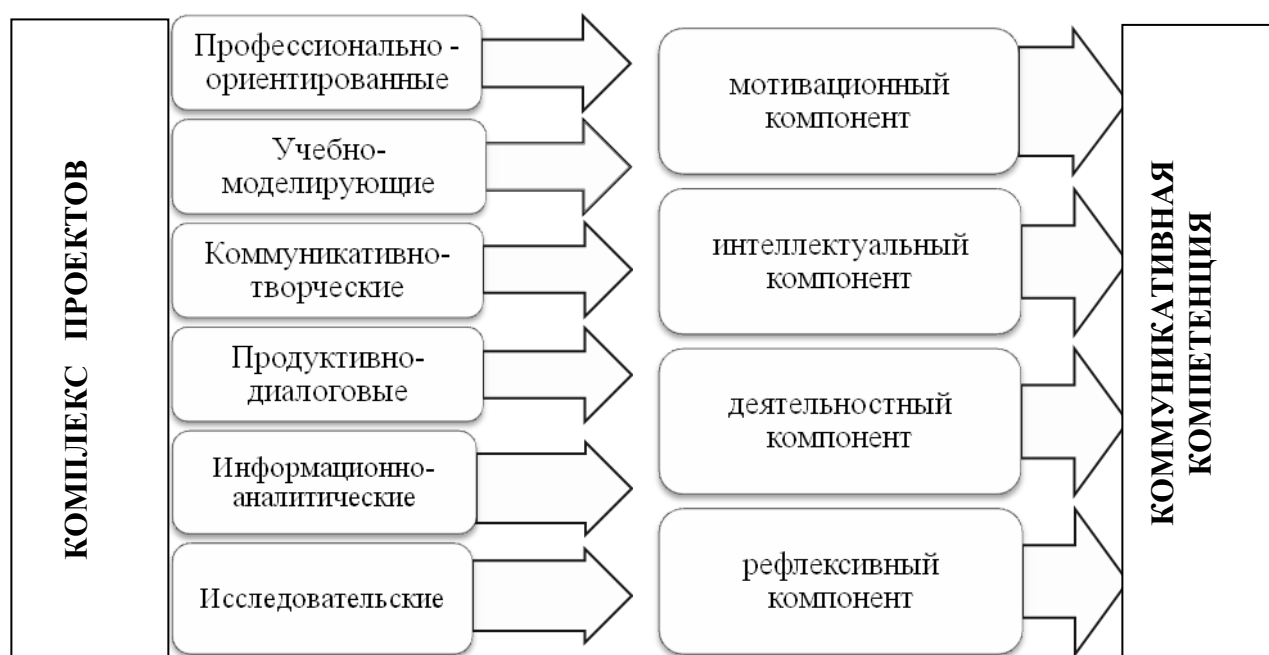 КОМПЛЕКС ПРОЕКТОВ
Профессионально -
ориентированные
Учебно-
моделирующие
Коммуникативно-
творческие
Продуктивно-
диалоговые
Информационно-
аналитические
Исследовательские
мотивационный
компонент
интеллектуальный
компонент
деятельностный
компонент
рефлексивный
компонент
КОММУНИКАТИВНАЯ
КОМПЕТЕНЦИЯ